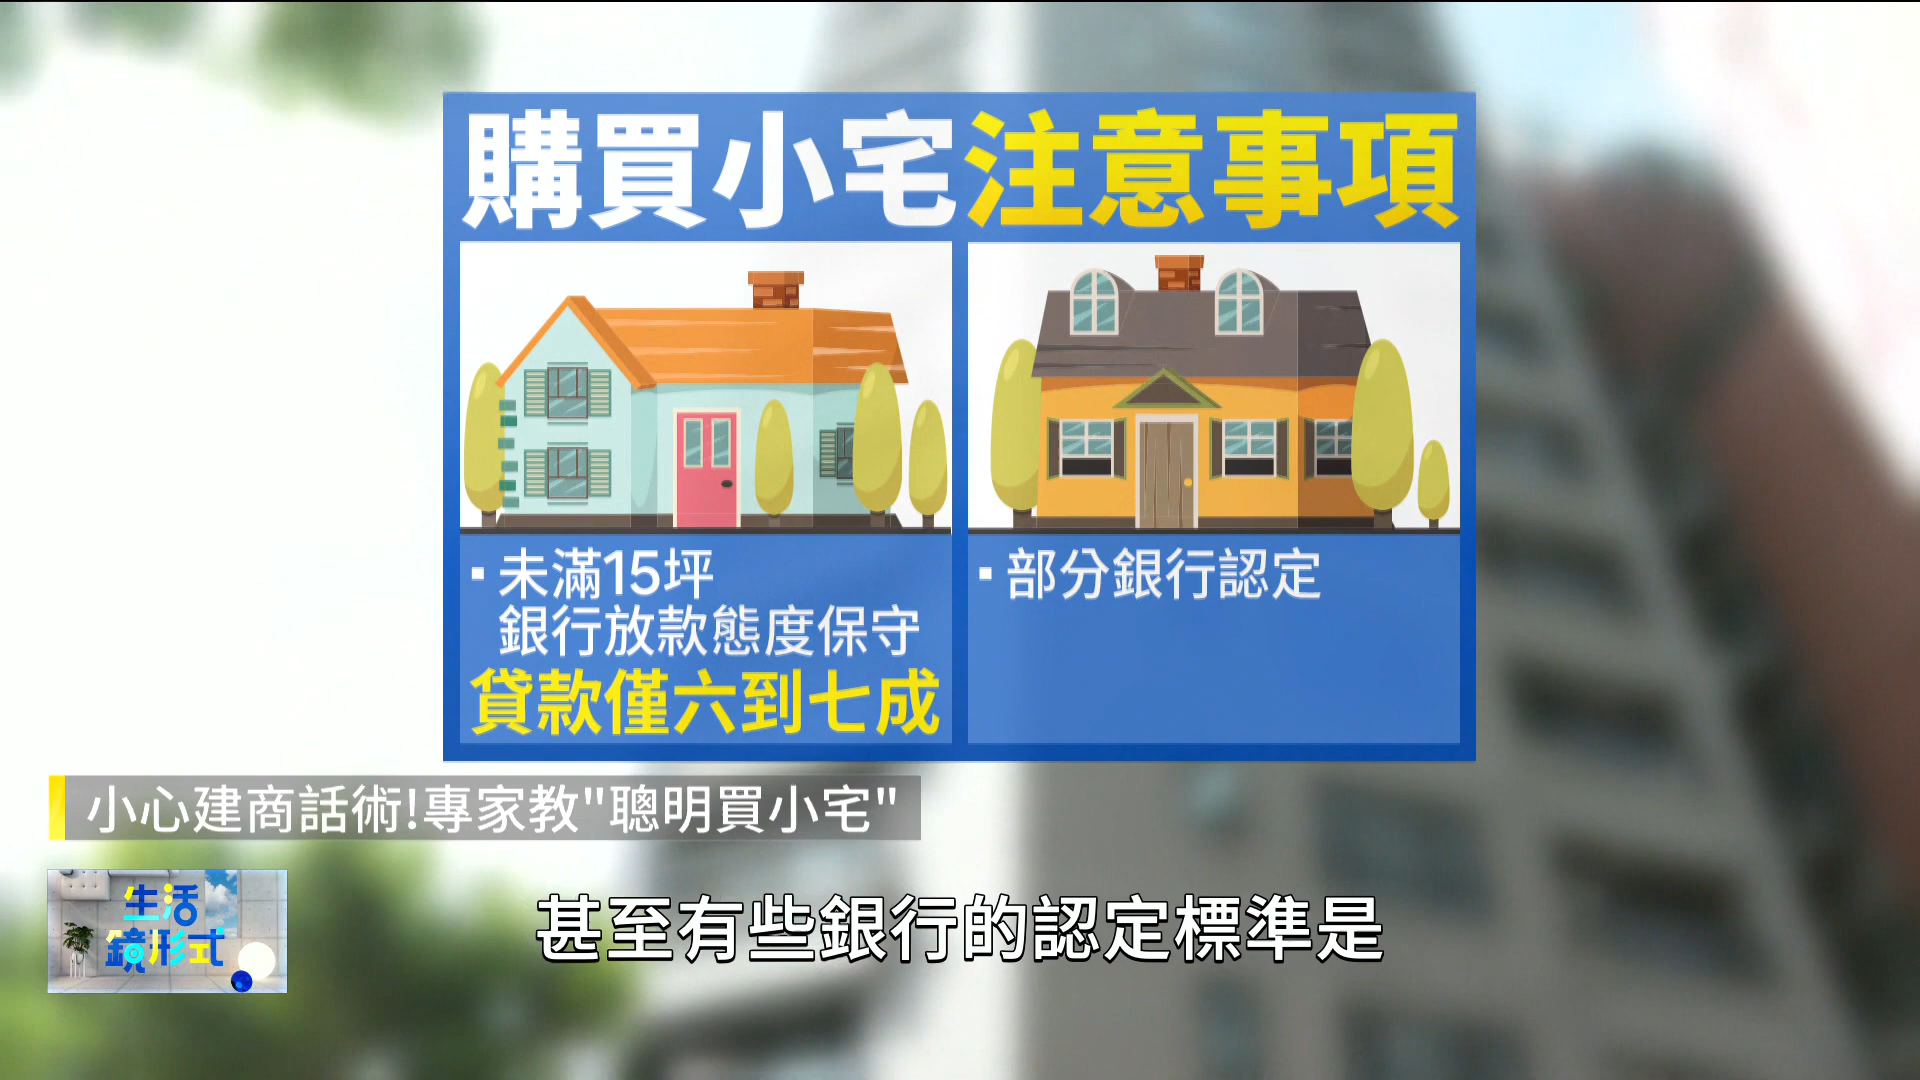 購買小宅注意事項
▪未滿15坪
銀行放款態度保守
貸款僅六到七成
▪部分銀行認定
小心建商話術!專家教"聰明買小宅"
生活
鏡形式
甚至有些銀行的認定標準是